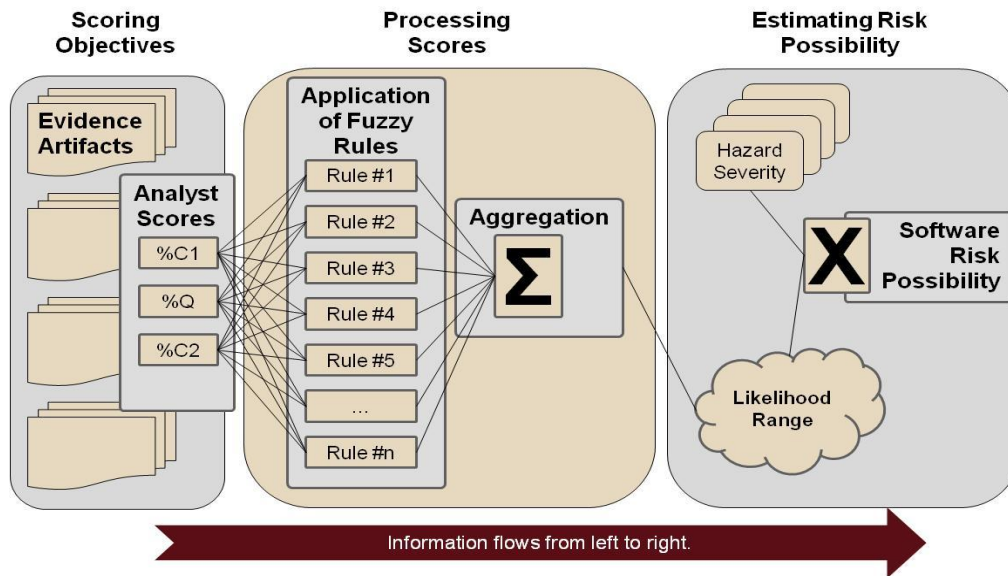 Scoring
Objectives
Processing
Scores
Estimating Risk
Possibility
Evidence
Artifacts
Analyst
Scores
%C1
%Q
%C2
Application
of Fuzzy
Rules
Rule #1
Rule #2
Rule #3
Rule #4
Rule #5
...
Rule #n
Aggregation
Σ
Hazard
Severity
X
Software
Risk
Possibility
Likelihood
Range
Information flows from left to right.